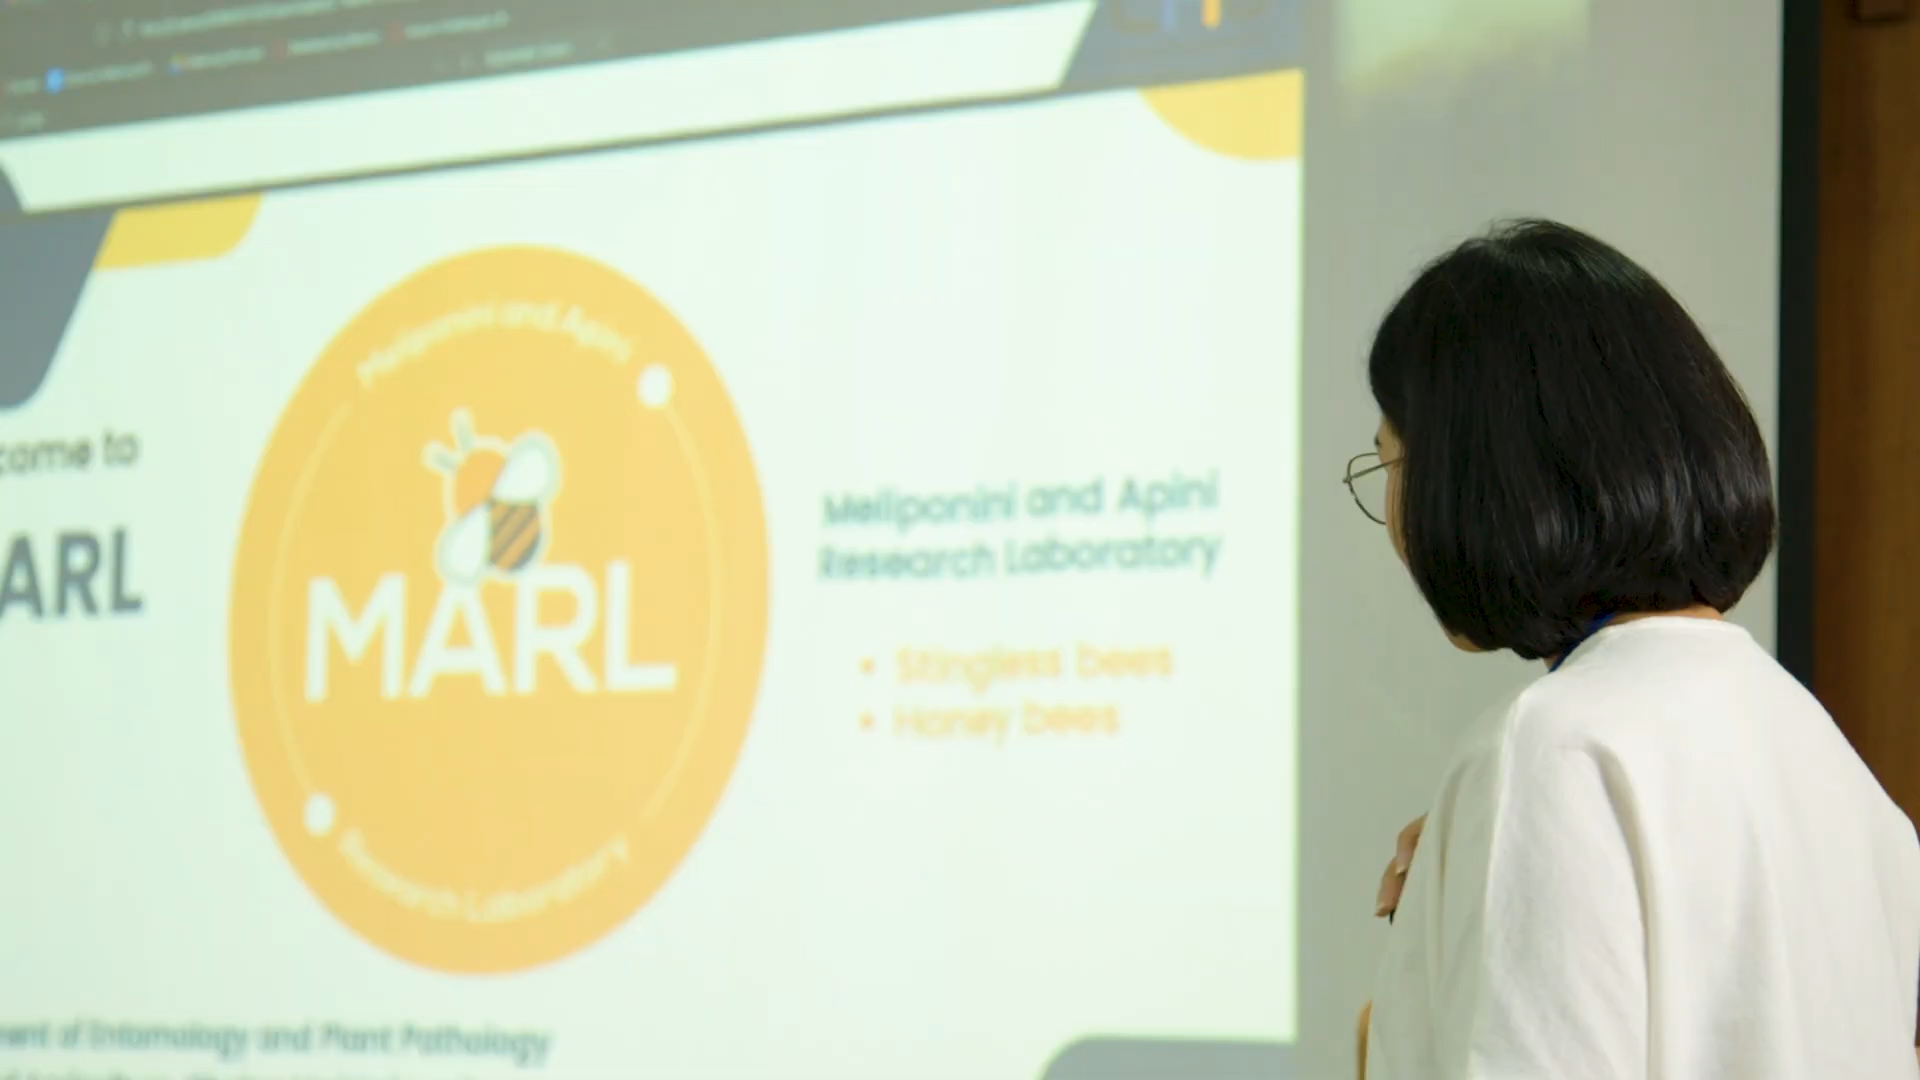 come to
ARL
Meliponini and Apini
MARL
Research Laboratory
Meliponini and Apini
Research Laboratory
• Stingless bees
• Honey bees
ment of Entomology and Plant Pathology